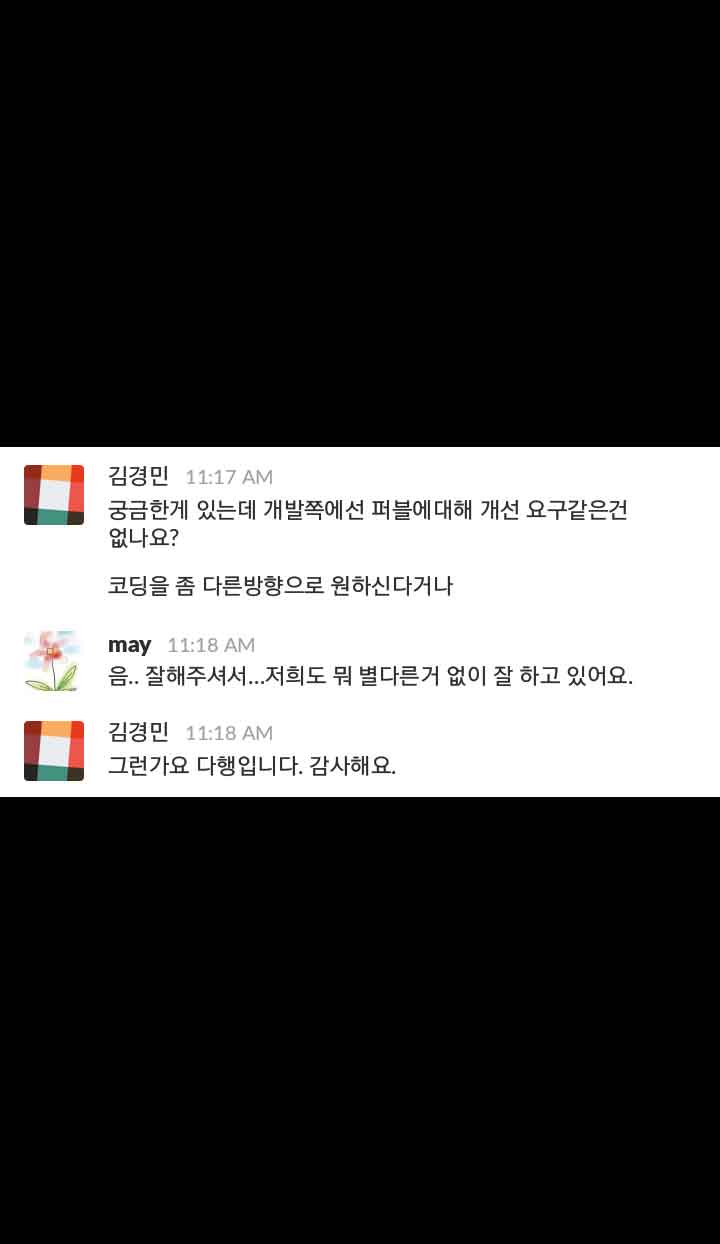 김경민 11:17 AM
궁금한게 있는데 개발쪽에선 퍼블에대해 개선 요구같은건
없나요?
코딩을 좀 다른방향으로 원하신다거나
may 11:18 AM
음.. 잘해주셔서...저희도 뭐 별다른거 없이 잘 하고 있어요.
김경민 11:18 AM
그런가요 다행입니다. 감사해요.